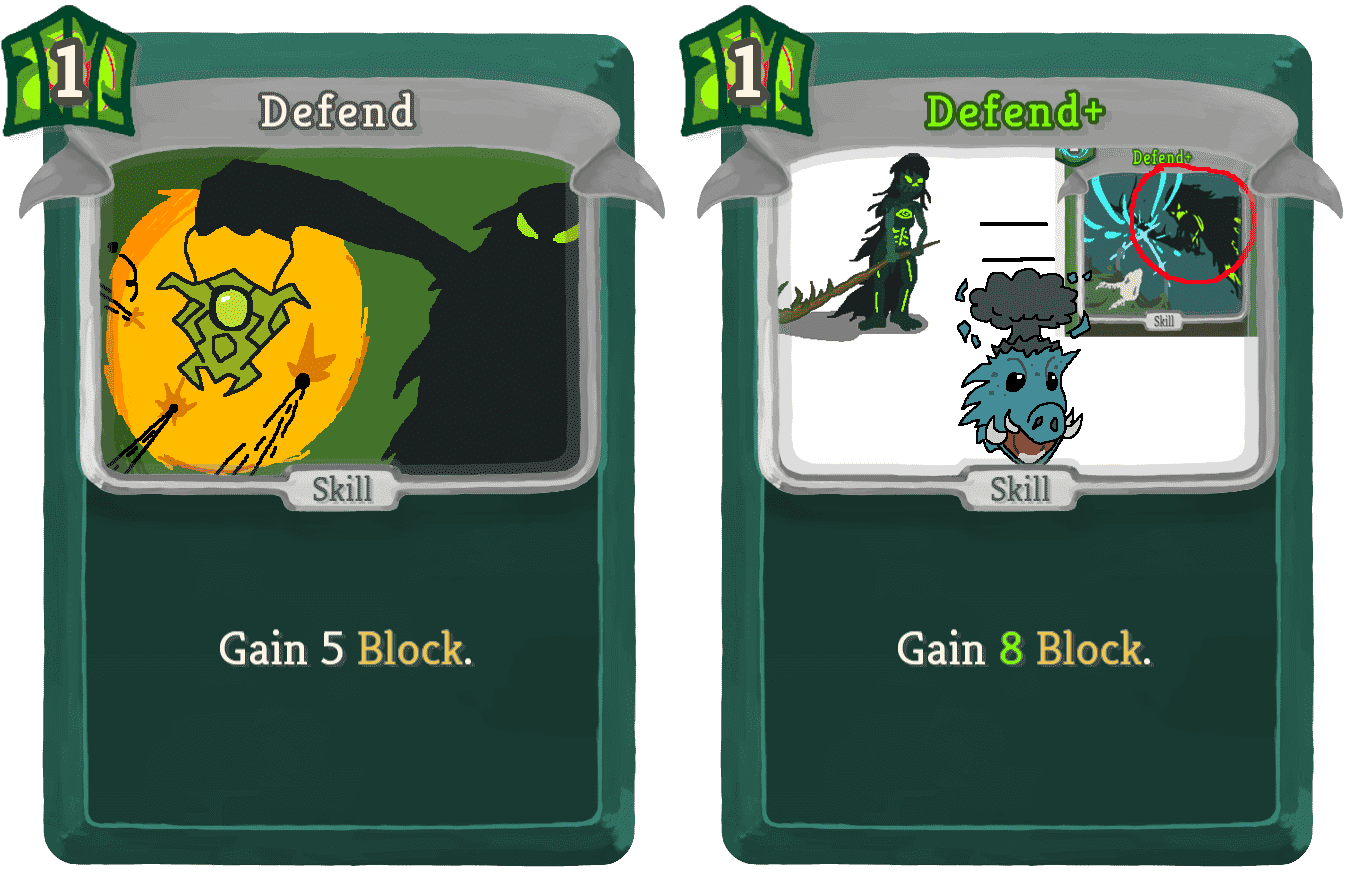 1
Defend
Skill
Gain 5 Block.
1
Defend+
Defend+
Skill
Skill
Gain 8 Block.